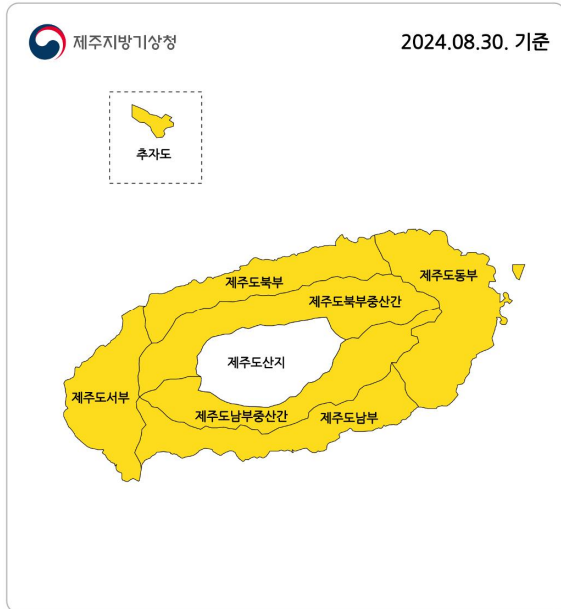 제주지방기상청
2024.08.30. 기준
추자도
제주도북부
제주도동부
제주도북부중산간
제주도산지
제주도서부
제주도남부중산간
제주도남부